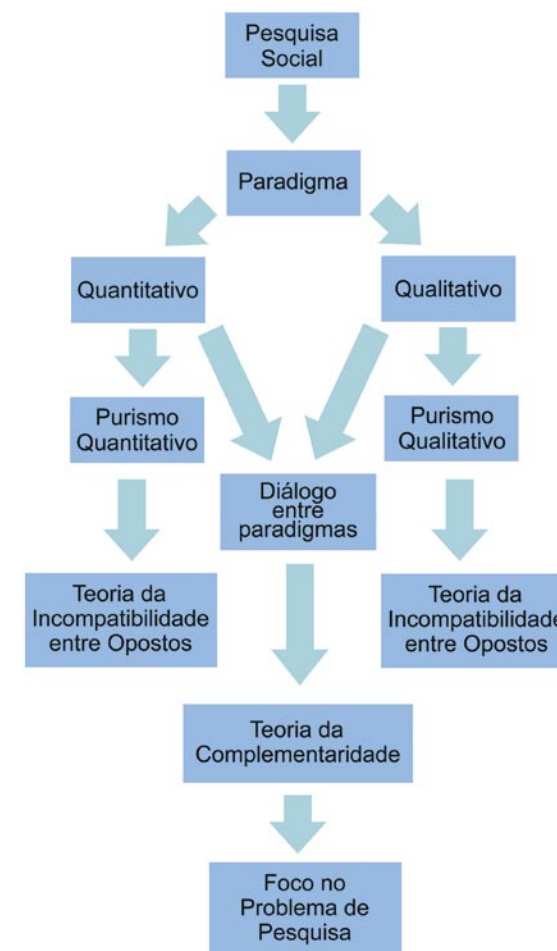 Pesquisa
Social
Paradigma
Quantitativo
Qualitativo
Purismo
Quantitativo
Purismo
Qualitativo
Diálogo
entre
paradigmas
Teoria da
Incompatibilidade
entre Opostos
Teoria da
Incompatibilidade
entre Opostos
Teoria da
Complementaridade
Foco no
Problema de
Pesquisa